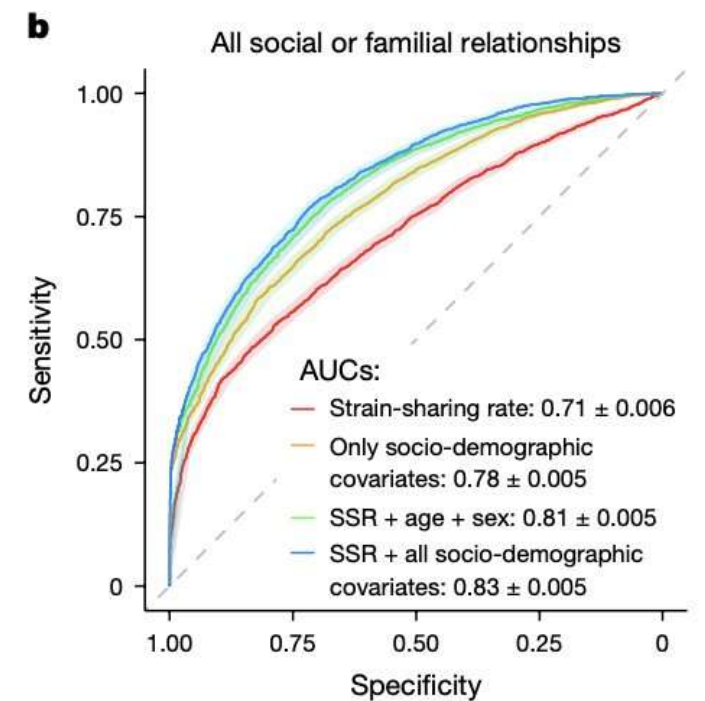 b
All social or familial relationships
1.00
0.75
0.50
0.25
0
Sensitivity
AUCs:
Strain-sharing rate: 0.71 ± 0.006
Only socio-demographic
covariates: 0.78 ± 0.005
SSR + age + sex: 0.81 ± 0.005
SSR + all socio-demographic
covariates: 0.83 ± 0.005
1.00 0.75 0.50 0.25 0
Specificity